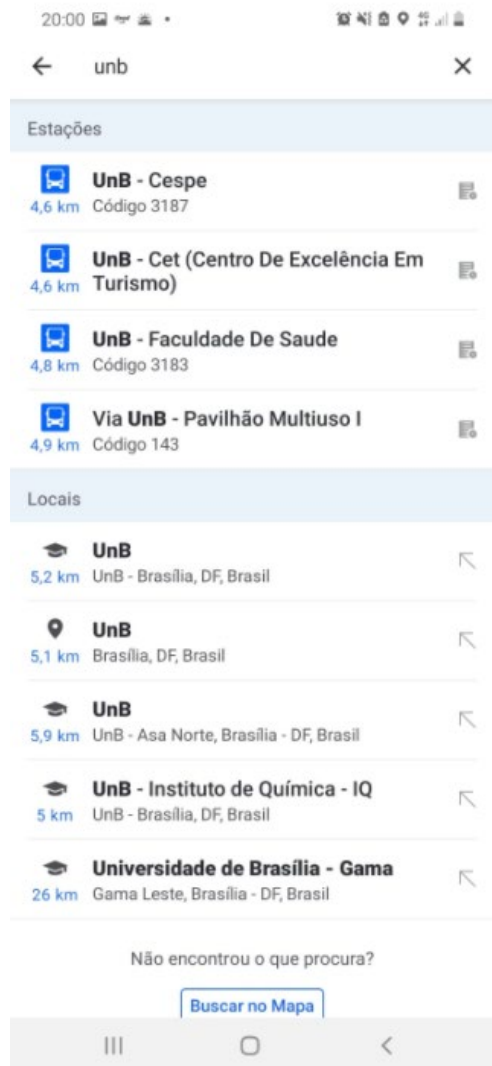 20:00
unb
Estações
UnB - Cespe
4,6 km Código 3187
UnB - Cet (Centro De Excelência Em
4,6 km Turismo)
UnB - Faculdade De Saude
4,8 km Código 3183
Via UnB - Pavilhão Multiuso I
4,9 km Código 143
Locais
UnB
5,2 km UnB - Brasília, DF, Brasil
UnB
5,1 km Brasília, DF, Brasil
UnB
5,9 km UnB - Asa Norte, Brasília - DF, Brasil
UnB - Instituto de Química - IQ
5 km UnB - Brasília, DF, Brasil
Universidade de Brasília - Gama
26 km Gama Leste, Brasília - DF, Brasil
Não encontrou o que procura?
Buscar no Mapa